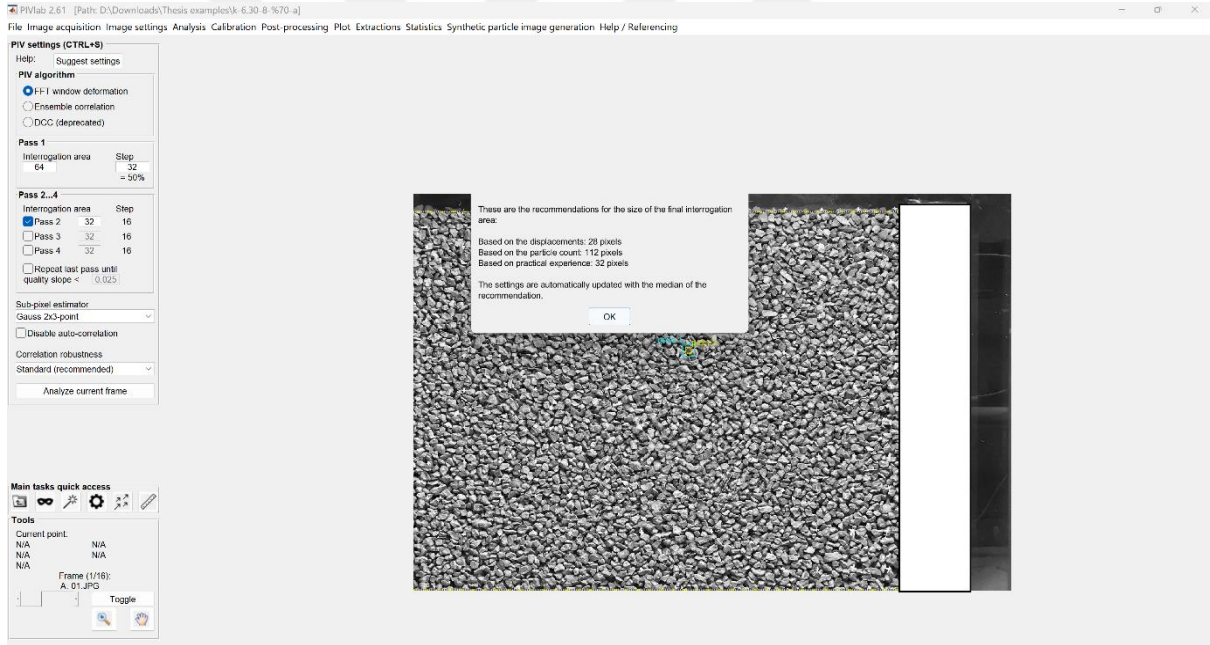 PIVlab 2.61 [Path: D:\Downloads\Thesis examples\k-6.30-8-%70-a]
File Image acquisition Image settings Analysis Calibration Post-processing Plot Extractions Statistics Synthetic particle image generation Help / Referencing
PIV settings (CTRL+S)
Help: Suggest settings
PIV algorithm
FFT window deformation
Ensemble correlation
DCC (deprecated)
Pass 1
Interrogation area Step
64 32
= 50%
Pass 2...4
Interrogation area Step
Pass 2 32 16
Pass 3 32 16
Pass 4 32 16
Repeat last pass until
quality slope < 0.025
Sub-pixel estimator
Gauss 2x3-point
Disable auto-correlation
Correlation robustness
Standard (recommended)
Analyze current frame
These are the recommendations for the size of the final interrogation
area:
Based on the displacements: 28 pixels
Based on the particle count: 112 pixels
Based on practical experience: 32 pixels
The settings are automatically updated with the median of the
recommendation.
OK
Main tasks quick access
Tools
Current point:
N/A N/A
N/A N/A
N/A
Frame (1/16):
A. 01.JPG
Toggle